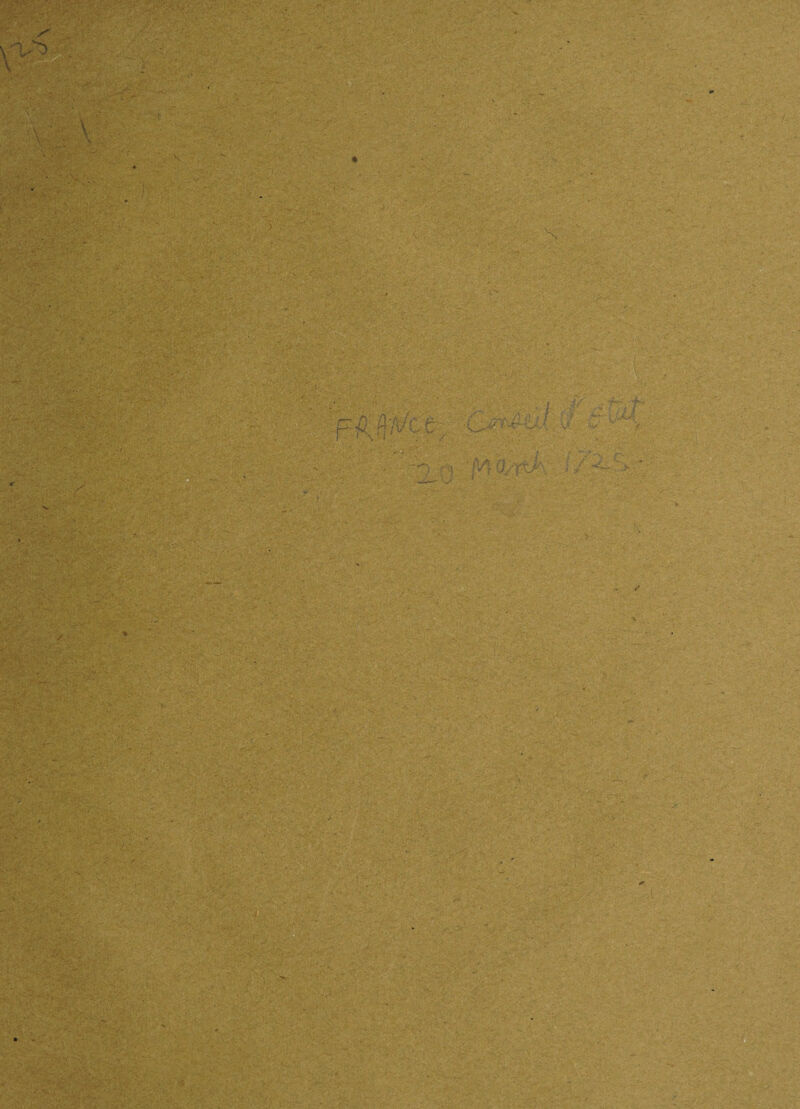 125
FRANCE, Conseil d'etat
20 March 1725.